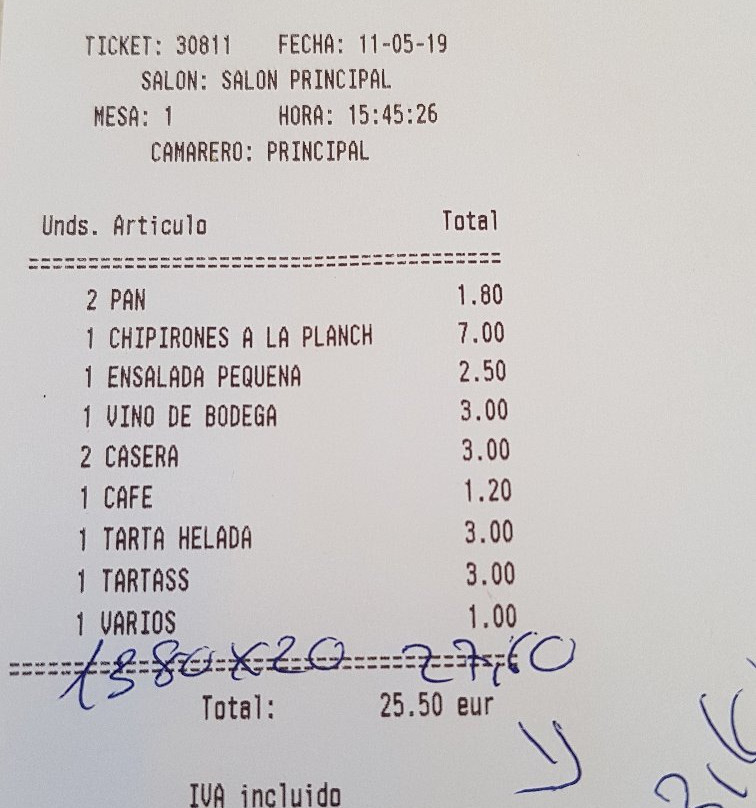 TICKET: 30811 FECHA: 11-05-19
SALON: SALON PRINCIPAL
MESA: 1 HORA: 15:45:26
CAMARERO: PRINCIPAL
Unds. Articulo Total
2 PAN 1.80
1 CHIPIRONES A LA PLANCH 7.00
1 ENSALADA PEQUENA 2.50
1 VINO DE BODEGA 3.00
2 CASERA 3.00
1 CAFE 1.20
1 TARTA HELADA 3.00
1 TARTASS 3.00
1 VARIOS 1.00
1380X20 27,60
Total: 25.50 eur
IVA incluido